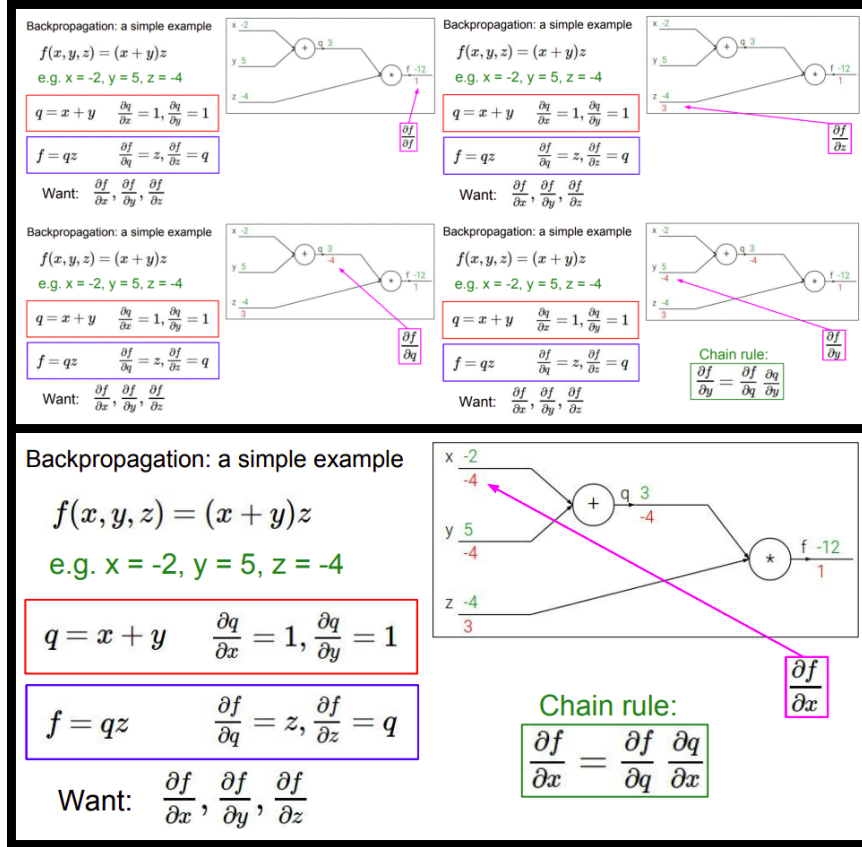 Backpropagation: a simple example
f(x, y, z) = (x + y)z
e.g. x = -2, y = 5, z = -4
q = x + y ∂q/∂x = 1, ∂q/∂y = 1
f = qz ∂f/∂q = z, ∂f/∂z = q
Want: ∂f/∂x, ∂f/∂y, ∂f/∂z
x -2
y 5
z -4
+
q 3
*
f -12
1
∂f/∂f
Backpropagation: a simple example
f(x, y, z) = (x + y)z
e.g. x = -2, y = 5, z = -4
q = x + y ∂q/∂x = 1, ∂q/∂y = 1
f = qz ∂f/∂q = z, ∂f/∂z = q
Want: ∂f/∂x, ∂f/∂y, ∂f/∂z
x -2
y 5
z -4
3
+
q 3
*
f -12
1
∂f/∂z
Backpropagation: a simple example
f(x, y, z) = (x + y)z
e.g. x = -2, y = 5, z = -4
q = x + y ∂q/∂x = 1, ∂q/∂y = 1
f = qz ∂f/∂q = z, ∂f/∂z = q
Want: ∂f/∂x, ∂f/∂y, ∂f/∂z
x -2
y 5
z -4
3
+
q 3
-4
*
f -12
1
∂f/∂q
Backpropagation: a simple example
f(x, y, z) = (x + y)z
e.g. x = -2, y = 5, z = -4
q = x + y ∂q/∂x = 1, ∂q/∂y = 1
f = qz ∂f/∂q = z, ∂f/∂z = q
Want: ∂f/∂x, ∂f/∂y, ∂f/∂z
x -2
y 5
-4
z -4
3
+
q 3
-4
*
f -12
1
∂f/∂y
Chain rule:
∂f/∂y = ∂f/∂q ∂q/∂y
Backpropagation: a simple example
f(x, y, z) = (x + y)z
e.g. x = -2, y = 5, z = -4
q = x + y ∂q/∂x = 1, ∂q/∂y = 1
f = qz ∂f/∂q = z, ∂f/∂z = q
Want: ∂f/∂x, ∂f/∂y, ∂f/∂z
x -2
-4
y 5
-4
z -4
3
+
q 3
-4
*
f -12
1
∂f/∂x
Chain rule:
∂f/∂x = ∂f/∂q ∂q/∂x